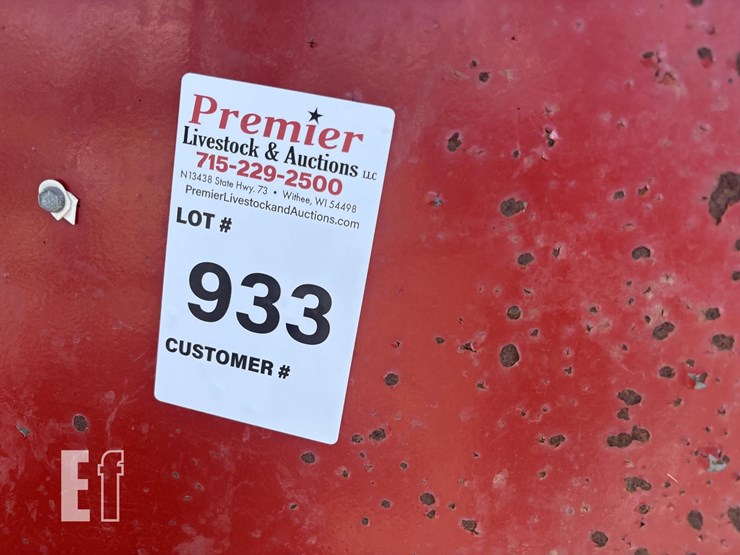 Premier
Livestock & Auctions LLC
715-229-2500
N13438 State Hwy. 73 • Withee, WI 54498
PremierLivestockandAuctions.com
LOT #
933
CUSTOMER #
Ef